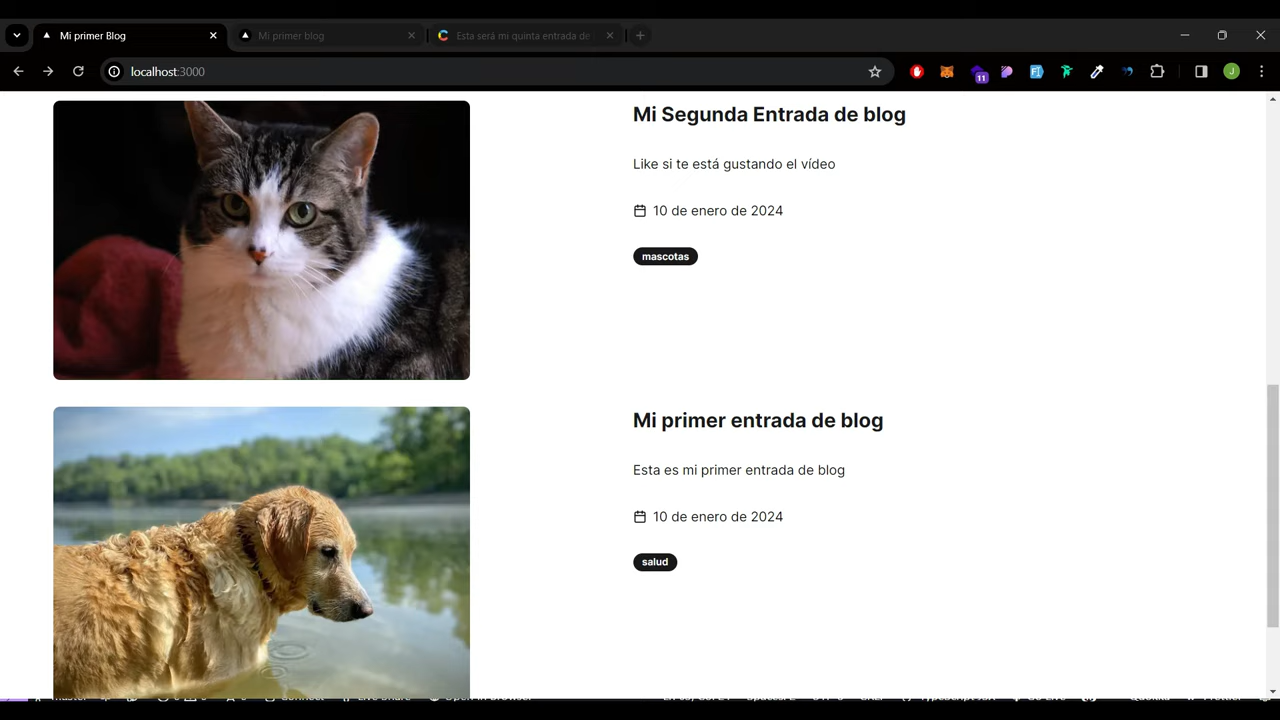 Mi primer Blog
Mi primer blog
Esta será mi quinta entrada de
localhost:3000
11
J
Mi Segunda Entrada de blog
Like si te está gustando el vídeo
10 de enero de 2024
mascotas
Mi primer entrada de blog
Esta es mi primer entrada de blog
10 de enero de 2024
salud